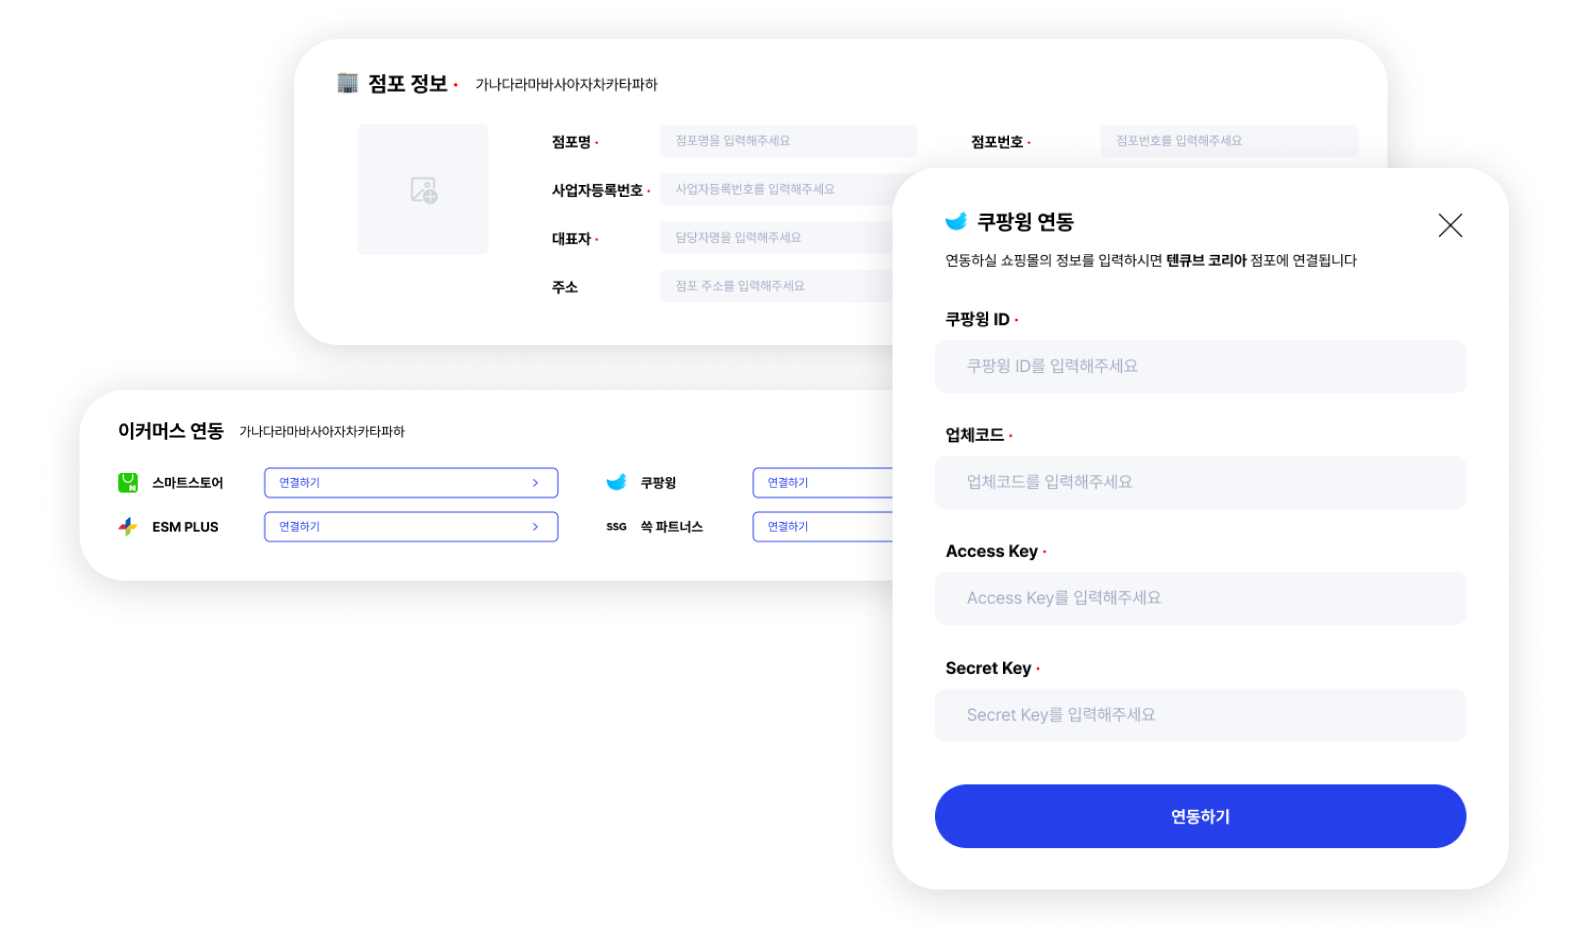 점포 정보 • 가나다라마바사아자차카타파하
점포명 • 점포명을 입력해주세요 점포번호 • 점포번호를 입력해주세요
사업자등록번호 • 사업자등록번호를 입력해주세요
대표자 • 담당자명을 입력해주세요
주소 점포 주소를 입력해주세요
이커머스 연동 가나다라마바사아자차카타파하
스마트스토어 연결하기 > 쿠팡윙 연결하기
ESM PLUS 연결하기 > SSG 쓱 파트너스 연결하기
쿠팡윙 연동
연동하실 쇼핑몰의 정보를 입력하시면 텐큐브 코리아 점포에 연결됩니다
쿠팡윙 ID •
쿠팡윙 ID를 입력해주세요
업체코드 •
업체코드를 입력해주세요
Access Key •
Access Key를 입력해주세요
Secret Key •
Secret Key를 입력해주세요
연동하기